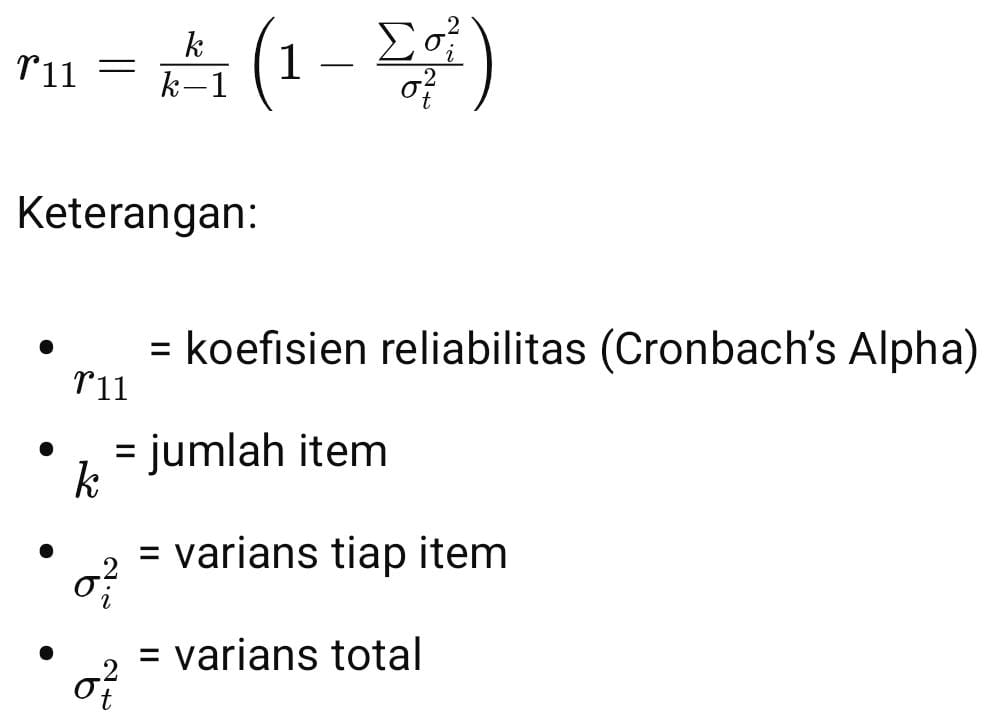 r₁₁ = k/(k−1) (1 − ∑σᵢ²/σₜ²)
Keterangan:
• r₁₁ = koefisien reliabilitas (Cronbach’s Alpha)
• k = jumlah item
• σᵢ² = varians tiap item
• σₜ² = varians total